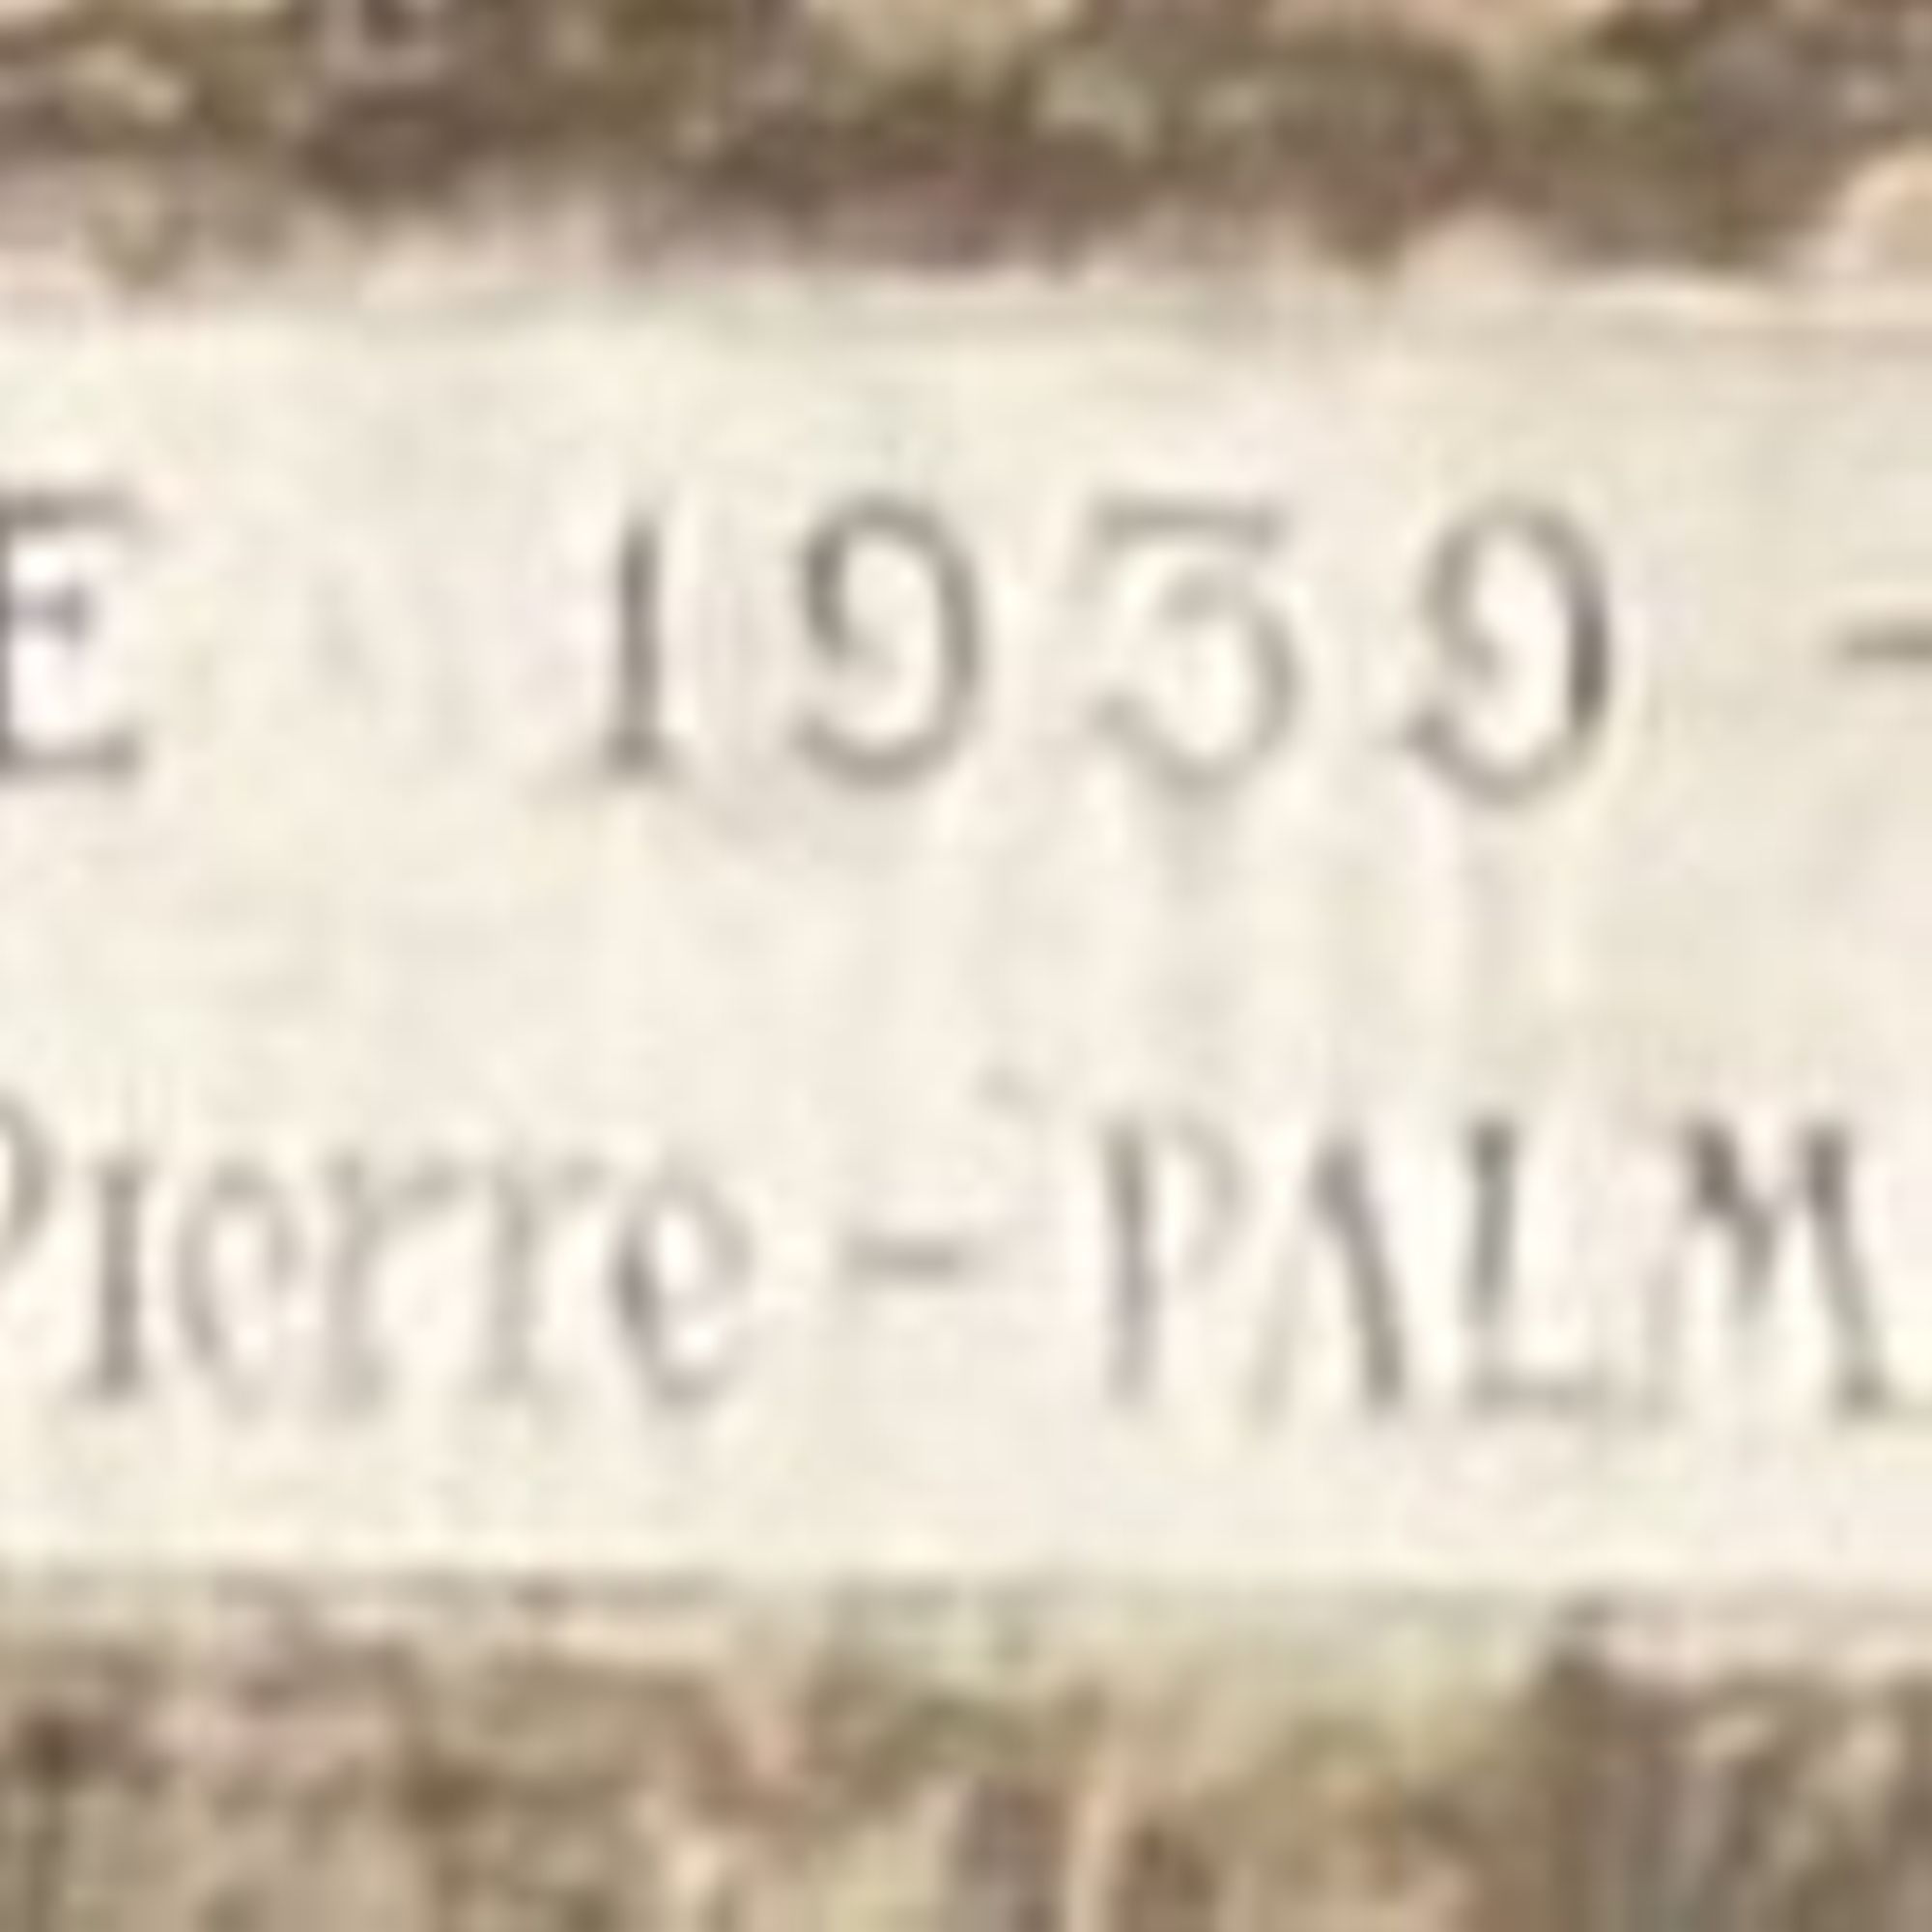 E 1939 –
Pierre – PALM